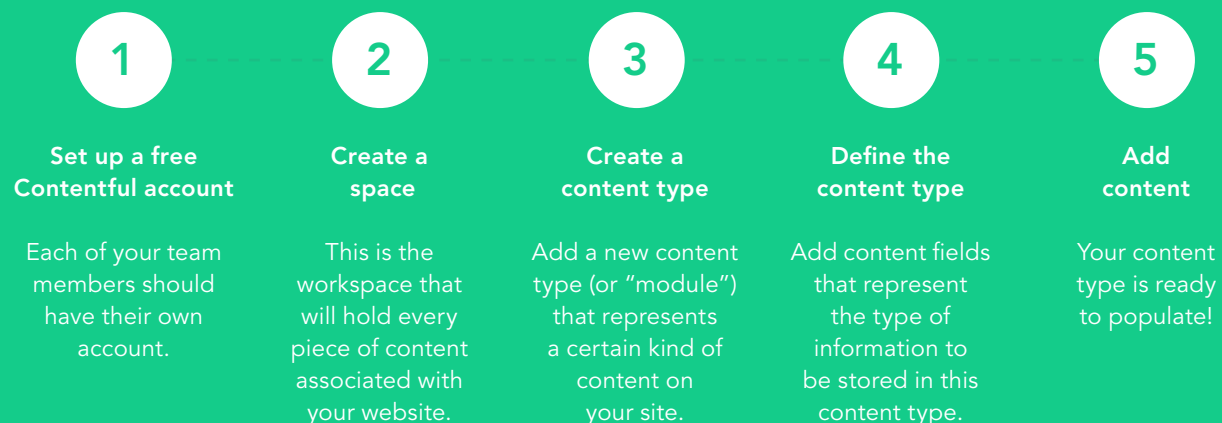 1
Set up a free
Contentful account
Each of your team
members should
have their own
account.
2
Create a
space
This is the
workspace that
will hold every
piece of content
associated with
your website.
3
Create a
content type
Add a new content
type (or “module”)
that represents
a certain kind of
content on
your site.
4
Define the
content type
Add content fields
that represent
the type of
information to
be stored in this
content type.
5
Add
content
Your content
type is ready
to populate!